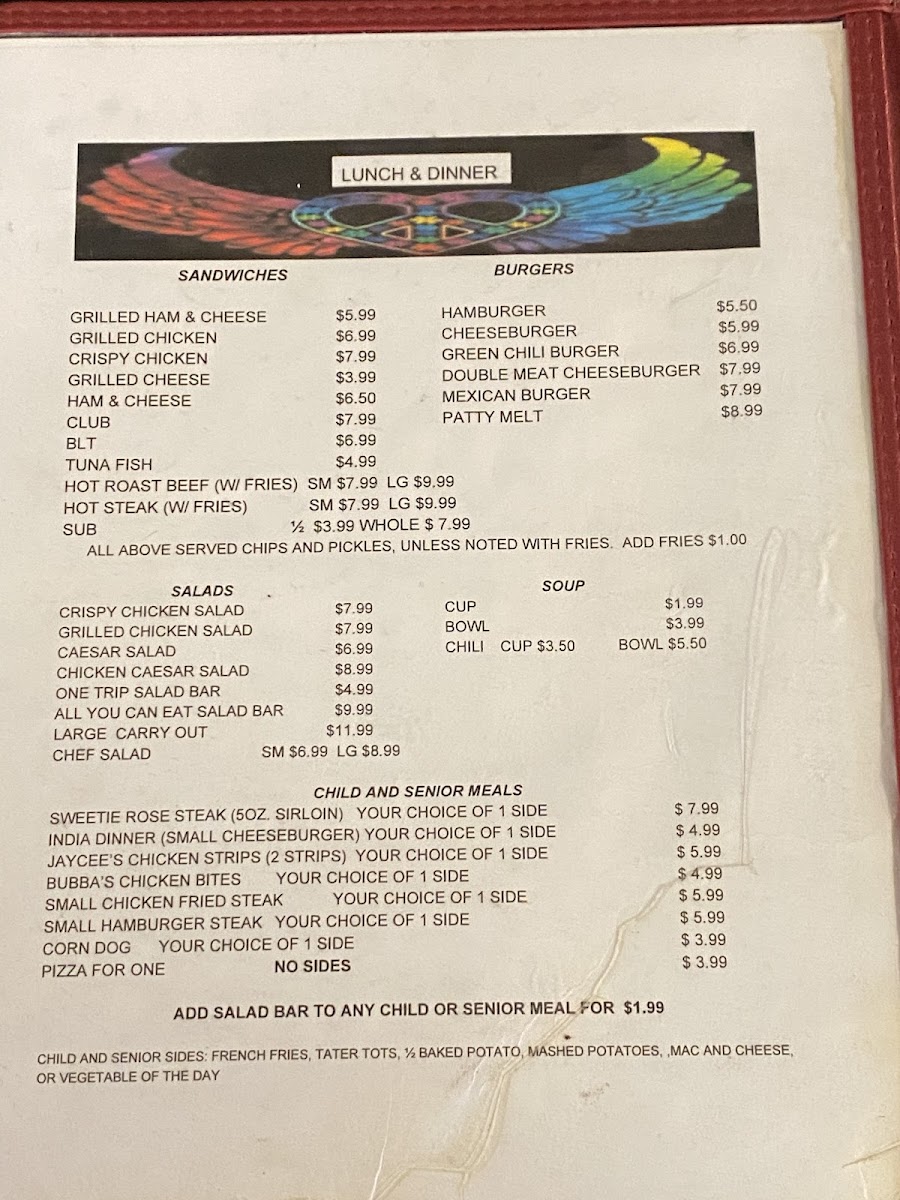 LUNCH & DINNER
SANDWICHES
GRILLED HAM & CHEESE $5.99
GRILLED CHICKEN $6.99
CRISPY CHICKEN $7.99
GRILLED CHEESE $3.99
HAM & CHEESE $6.50
CLUB $7.99
BLT $6.99
TUNA FISH $4.99
HOT ROAST BEEF (W/ FRIES) SM $7.99 LG $9.99
HOT STEAK (W/ FRIES) SM $7.99 LG $9.99
SUB ½ $3.99 WHOLE $ 7.99
BURGERS
HAMBURGER $5.50
CHEESEBURGER $5.99
GREEN CHILI BURGER $6.99
DOUBLE MEAT CHEESEBURGER $7.99
MEXICAN BURGER $7.99
PATTY MELT $8.99
ALL ABOVE SERVED CHIPS AND PICKLES, UNLESS NOTED WITH FRIES. ADD FRIES $1.00
SALADS
CRISPY CHICKEN SALAD $7.99
GRILLED CHICKEN SALAD $7.99
CAESAR SALAD $6.99
CHICKEN CAESAR SALAD $8.99
ONE TRIP SALAD BAR $4.99
ALL YOU CAN EAT SALAD BAR $9.99
LARGE CARRY OUT $11.99
CHEF SALAD SM $6.99 LG $8.99
SOUP
CUP $1.99
BOWL $3.99
CHILI CUP $3.50 BOWL $5.50
CHILD AND SENIOR MEALS
SWEETIE ROSE STEAK (5OZ. SIRLOIN) YOUR CHOICE OF 1 SIDE $ 7.99
INDIA DINNER (SMALL CHEESEBURGER) YOUR CHOICE OF 1 SIDE $ 4.99
JAYCEE'S CHICKEN STRIPS (2 STRIPS) YOUR CHOICE OF 1 SIDE $ 5.99
BUBBA'S CHICKEN BITES YOUR CHOICE OF 1 SIDE $ 4.99
SMALL CHICKEN FRIED STEAK YOUR CHOICE OF 1 SIDE $ 5.99
SMALL HAMBURGER STEAK YOUR CHOICE OF 1 SIDE $ 5.99
CORN DOG YOUR CHOICE OF 1 SIDE $ 3.99
PIZZA FOR ONE NO SIDES $ 3.99
ADD SALAD BAR TO ANY CHILD OR SENIOR MEAL FOR $1.99
CHILD AND SENIOR SIDES: FRENCH FRIES, TATER TOTS, ½ BAKED POTATO, MASHED POTATOES, ,MAC AND CHEESE,
OR VEGETABLE OF THE DAY